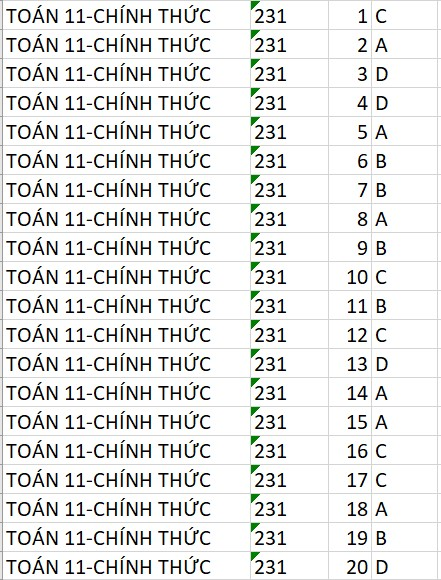 TOÁN 11-CHÍNH THỨC 231 1 C
TOÁN 11-CHÍNH THỨC 231 2 A
TOÁN 11-CHÍNH THỨC 231 3 D
TOÁN 11-CHÍNH THỨC 231 4 D
TOÁN 11-CHÍNH THỨC 231 5 A
TOÁN 11-CHÍNH THỨC 231 6 B
TOÁN 11-CHÍNH THỨC 231 7 B
TOÁN 11-CHÍNH THỨC 231 8 A
TOÁN 11-CHÍNH THỨC 231 9 B
TOÁN 11-CHÍNH THỨC 231 10 C
TOÁN 11-CHÍNH THỨC 231 11 B
TOÁN 11-CHÍNH THỨC 231 12 C
TOÁN 11-CHÍNH THỨC 231 13 D
TOÁN 11-CHÍNH THỨC 231 14 A
TOÁN 11-CHÍNH THỨC 231 15 A
TOÁN 11-CHÍNH THỨC 231 16 C
TOÁN 11-CHÍNH THỨC 231 17 C
TOÁN 11-CHÍNH THỨC 231 18 A
TOÁN 11-CHÍNH THỨC 231 19 B
TOÁN 11-CHÍNH THỨC 231 20 D